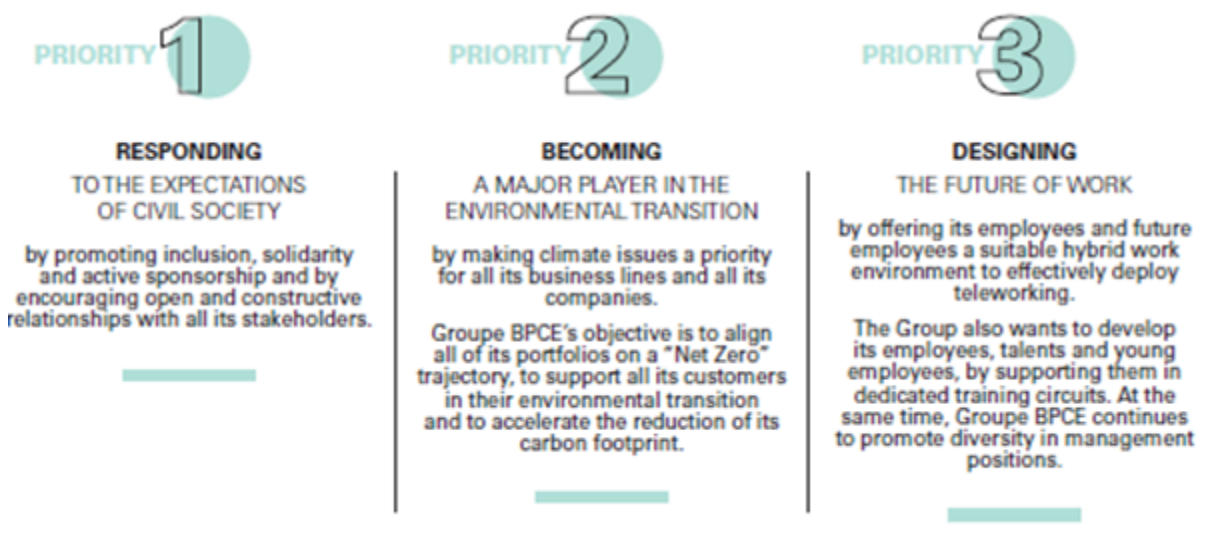 PRIORITY 1
RESPONDING
TO THE EXPECTATIONS
OF CIVIL SOCIETY
by promoting inclusion, solidarity
and active sponsorship and by
encouraging open and constructive
relationships with all its stakeholders.
PRIORITY 2
BECOMING
A MAJOR PLAYER IN THE
ENVIRONMENTAL TRANSITION
by making climate issues a priority
for all its business lines and all its
companies.
Groupe BPCE's objective is to align
all of its portfolios on a "Net Zero"
trajectory, to support all its customers
in their environmental transition
and to accelerate the reduction of its
carbon footprint.
PRIORITY 3
DESIGNING
THE FUTURE OF WORK
by offering its employees and future
employees a suitable hybrid work
environment to effectively deploy
teleworking.
The Group also wants to develop
its employees, talents and young
employees, by supporting them in
dedicated training circuits. At the
same time, Groupe BPCE continues
to promote diversity in management
positions.